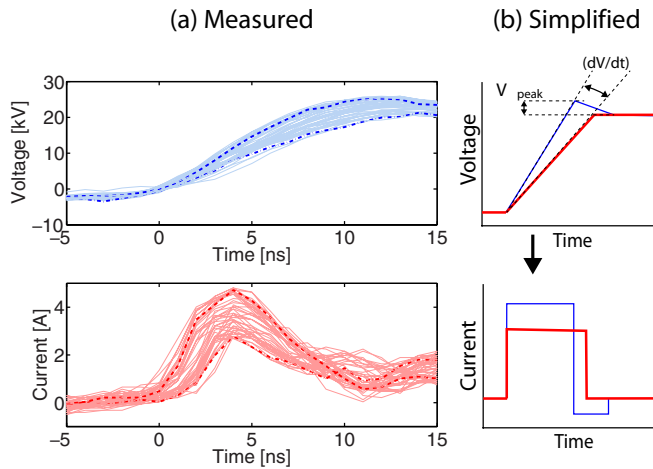 (a) Measured
(b) Simplified
Voltage [kV]
30
20
10
0
−10
−5
0
5
10
15
Time [ns]
Current [A]
4
2
0
−5
0
5
10
15
Time [ns]
(dV/dt)
V peak
Voltage
Time
Current
Time